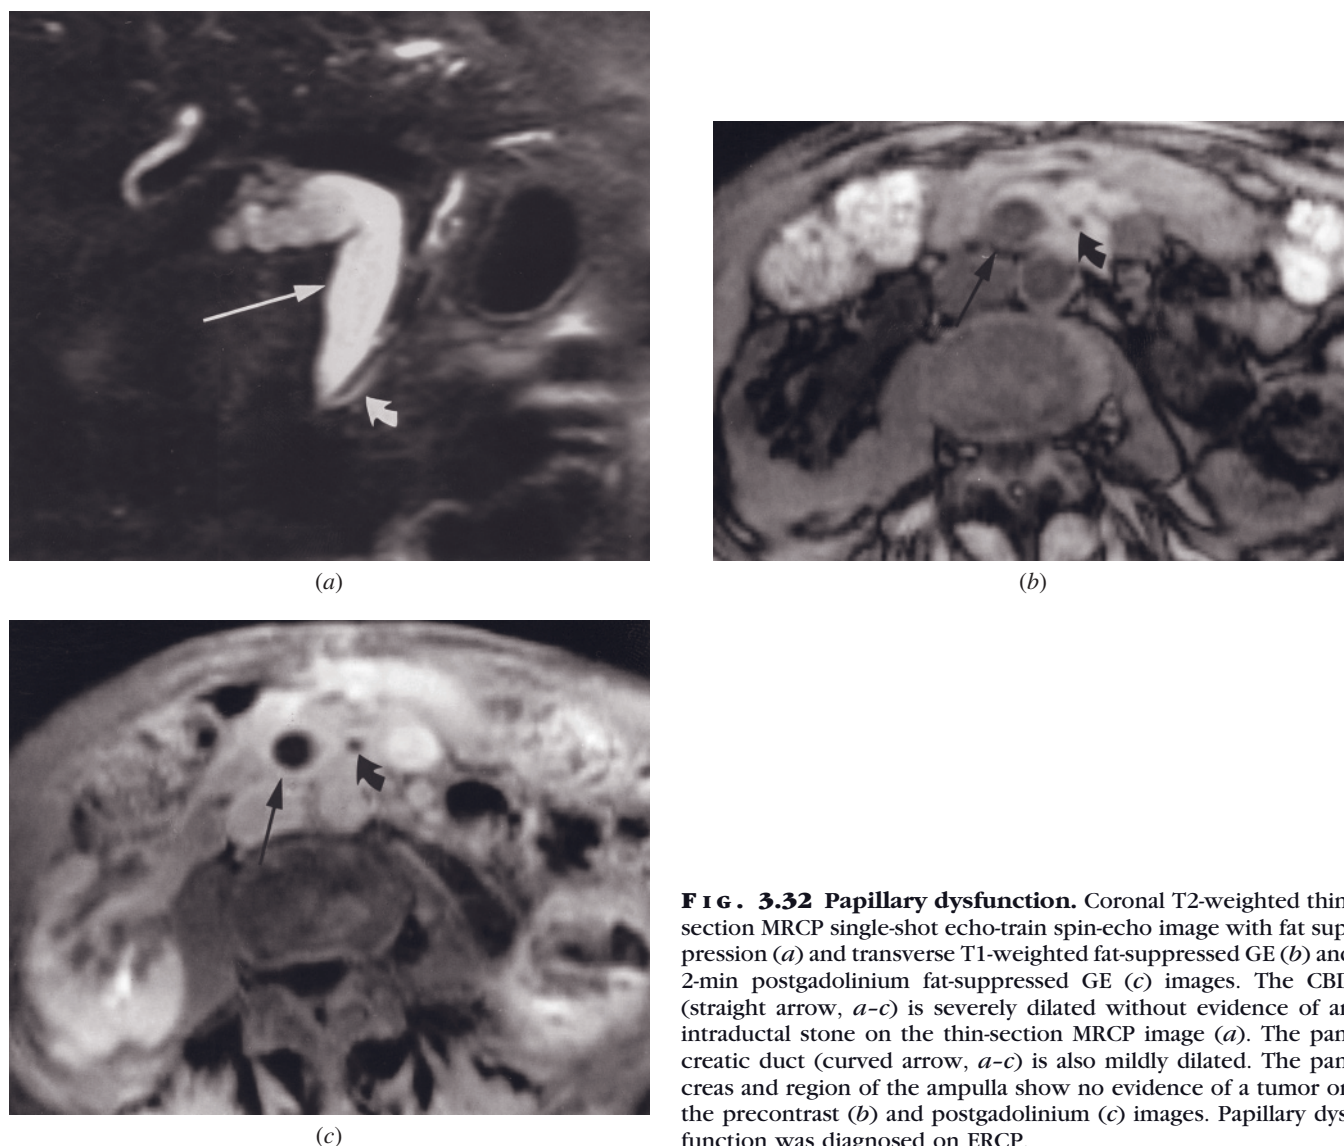 (a)
(b)
(c)
FIG. 3.32 Papillary dysfunction. Coronal T2-weighted thin
section MRCP single-shot echo-train spin-echo image with fat sup
pression (a) and transverse T1-weighted fat-suppressed GE (b) and
2-min postgadolinium fat-suppressed GE (c) images. The CBD
(straight arrow, a–c) is severely dilated without evidence of an
intraductal stone on the thin-section MRCP image (a). The pan
creatic duct (curved arrow, a–c) is also mildly dilated. The pan
creas and region of the ampulla show no evidence of a tumor on
the precontrast (b) and postgadolinium (c) images. Papillary dys
function was diagnosed on ERCP.